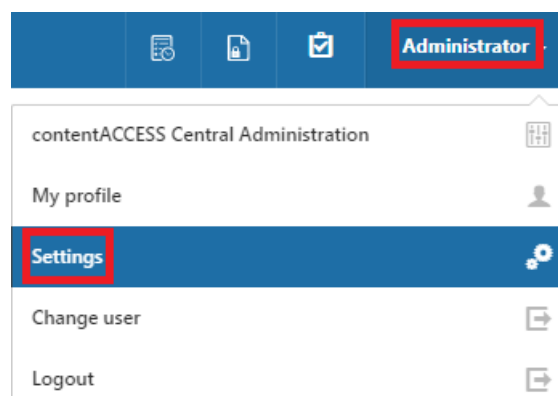 Administrator
contentACCESS Central Administration
My profile
Settings
Change user
Logout